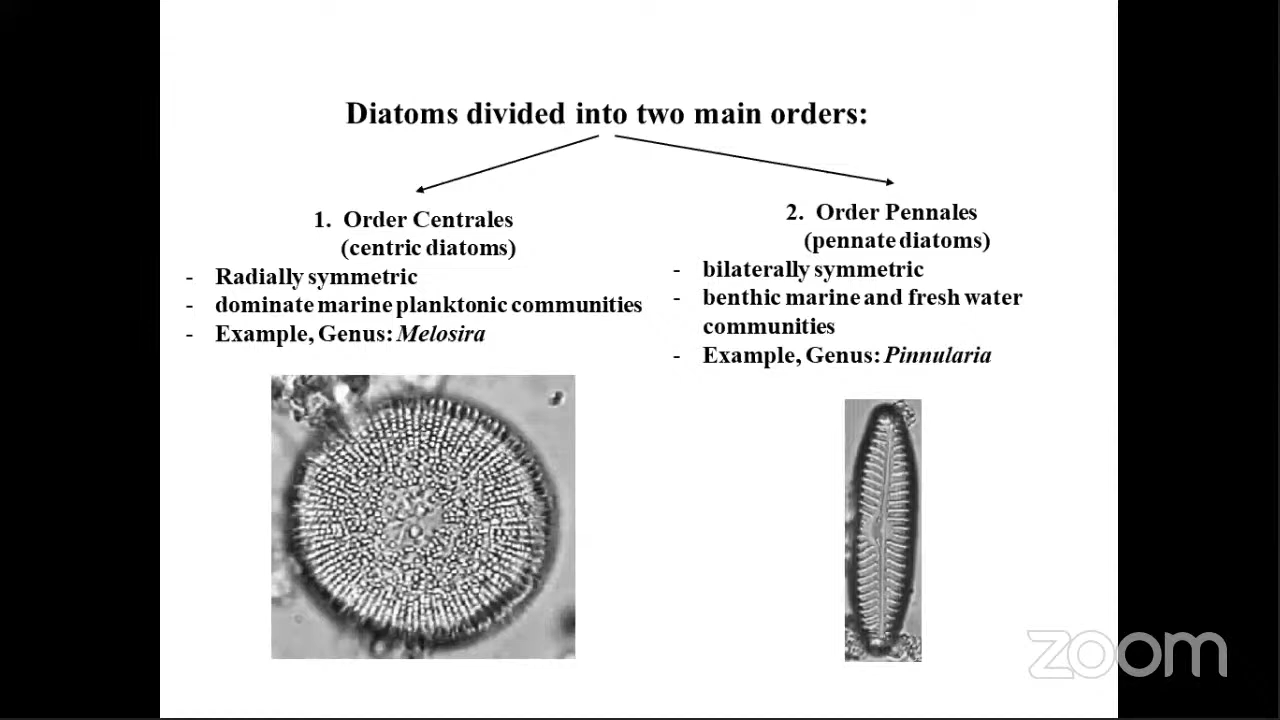 Diatoms divided into two main orders:
1. Order Centrales
(centric diatoms)
- Radially symmetric
- dominate marine planktonic communities
- Example, Genus: Melosira
2. Order Pennales
(pennate diatoms)
- bilaterally symmetric
- benthic marine and fresh water
communities
- Example, Genus: Pinnularia
zoom